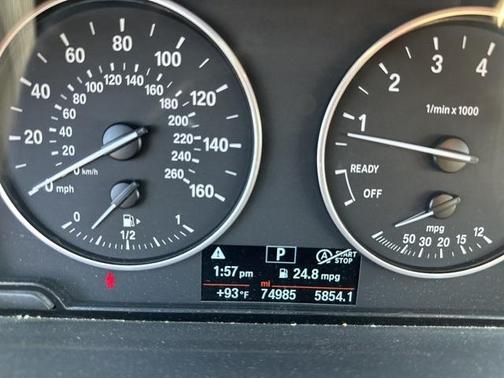 0 mph
20
40
60
80
100
120
140
160
0 km/h
20
40
60
80
100
120
140
160
180
200
220
240
260
0
1/2
1
1
2
3
4
1/min x 1000
READY
OFF
mpg
50 30 20 15 12
P
START
STOP
1:57 pm
24.8 mpg
mi
+93°F
74985
5854.1